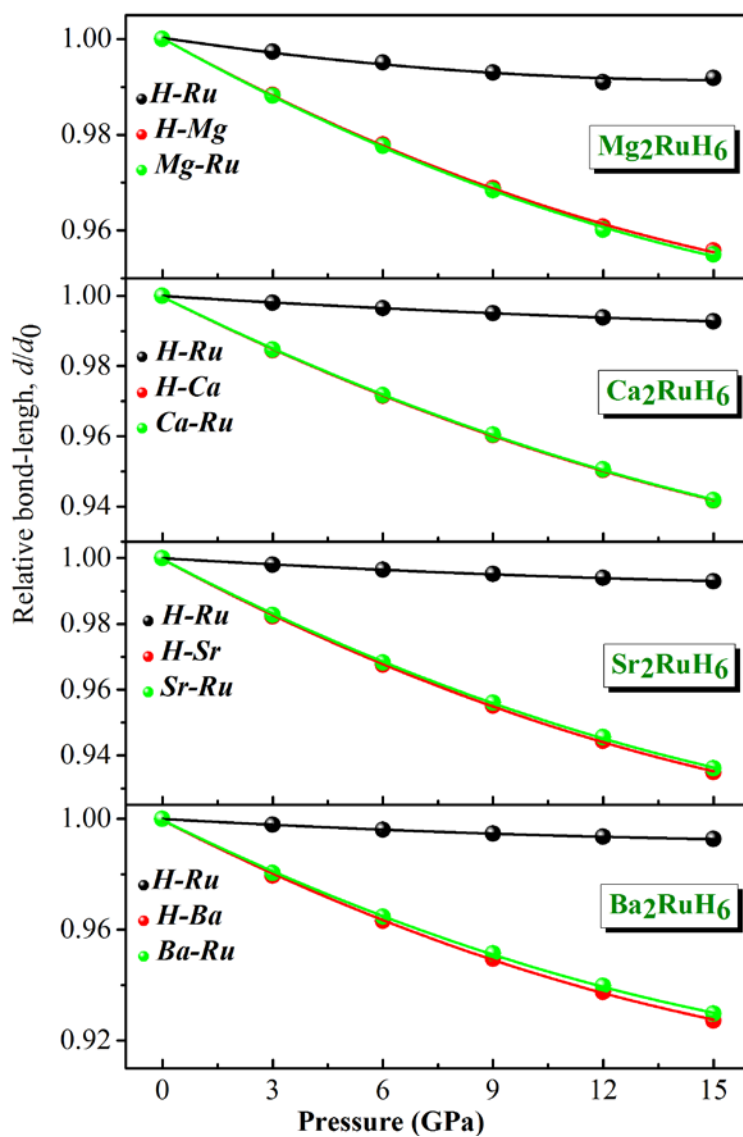 Relative bond-lengh, d/d0
1.00
0.98
0.96
H-Ru
H-Mg
Mg-Ru
Mg2RuH6
1.00
0.98
0.96
0.94
H-Ru
H-Ca
Ca-Ru
Ca2RuH6
1.00
0.98
0.96
0.94
H-Ru
H-Sr
Sr-Ru
Sr2RuH6
1.00
0.96
0.92
H-Ru
H-Ba
Ba-Ru
Ba2RuH6
0 3 6 9 12 15
Pressure (GPa)